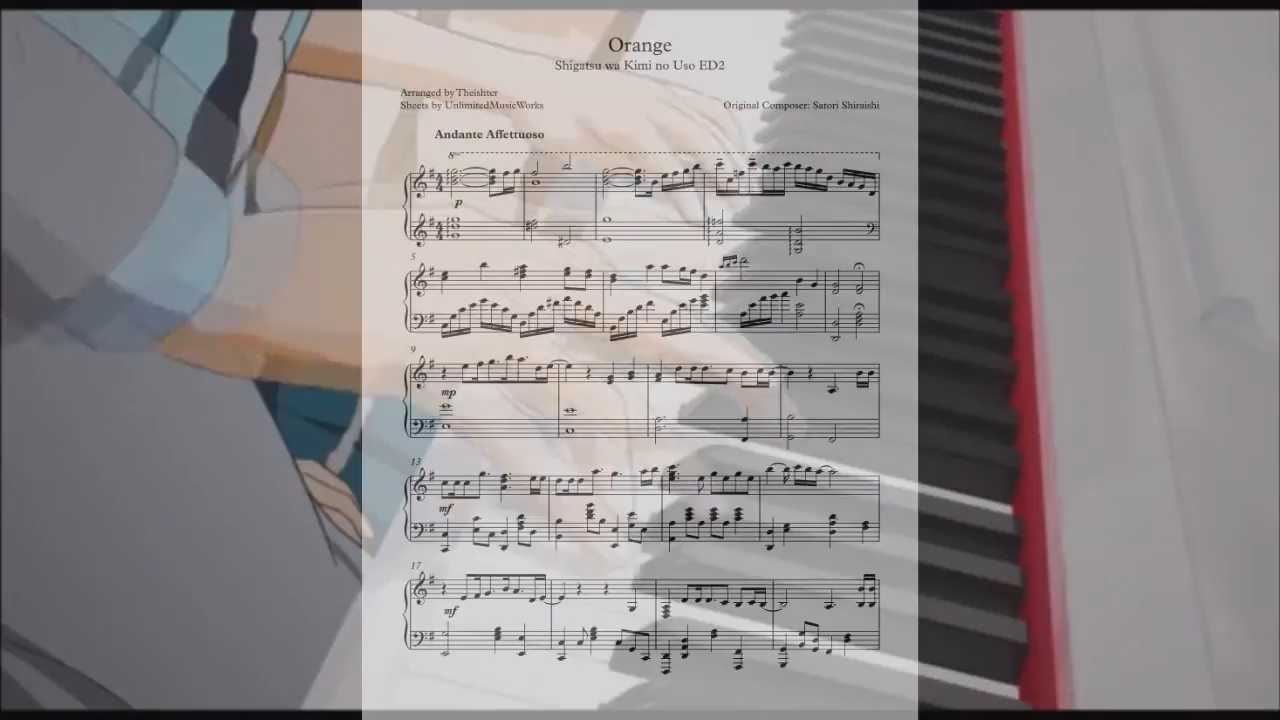 Orange
Shigatsu wa Kimi no Uso ED2
Arranged by Theishter
Sheets by UnlimitedMusicWorks
Original Composer: Satori Shiraishi
Andante Affettuoso
8va
p
5
9
mp
13
mf
17
mf